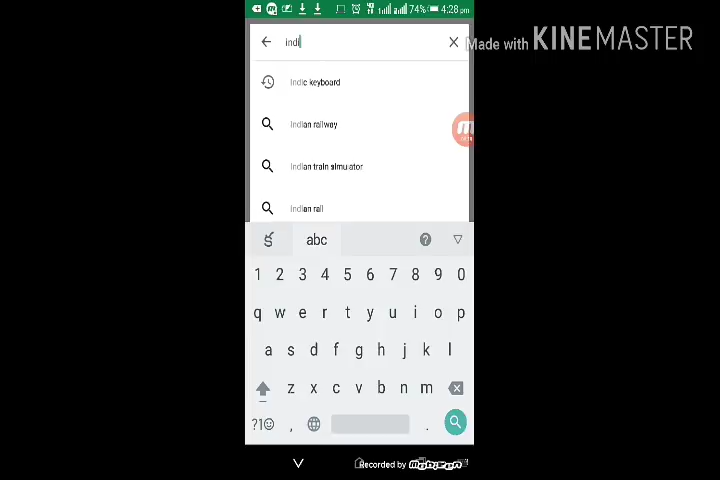 74% 4:28 pm
indi
Made with KINEMASTER
Indic keyboard
Indian railway
Indian train simulator
Indian rail
క abc ?
1 2 3 4 5 6 7 8 9 0
q w e r t y u i o p
a s d f g h j k l
z x c v b n m
?1☺ , .
Recorded by mobizen